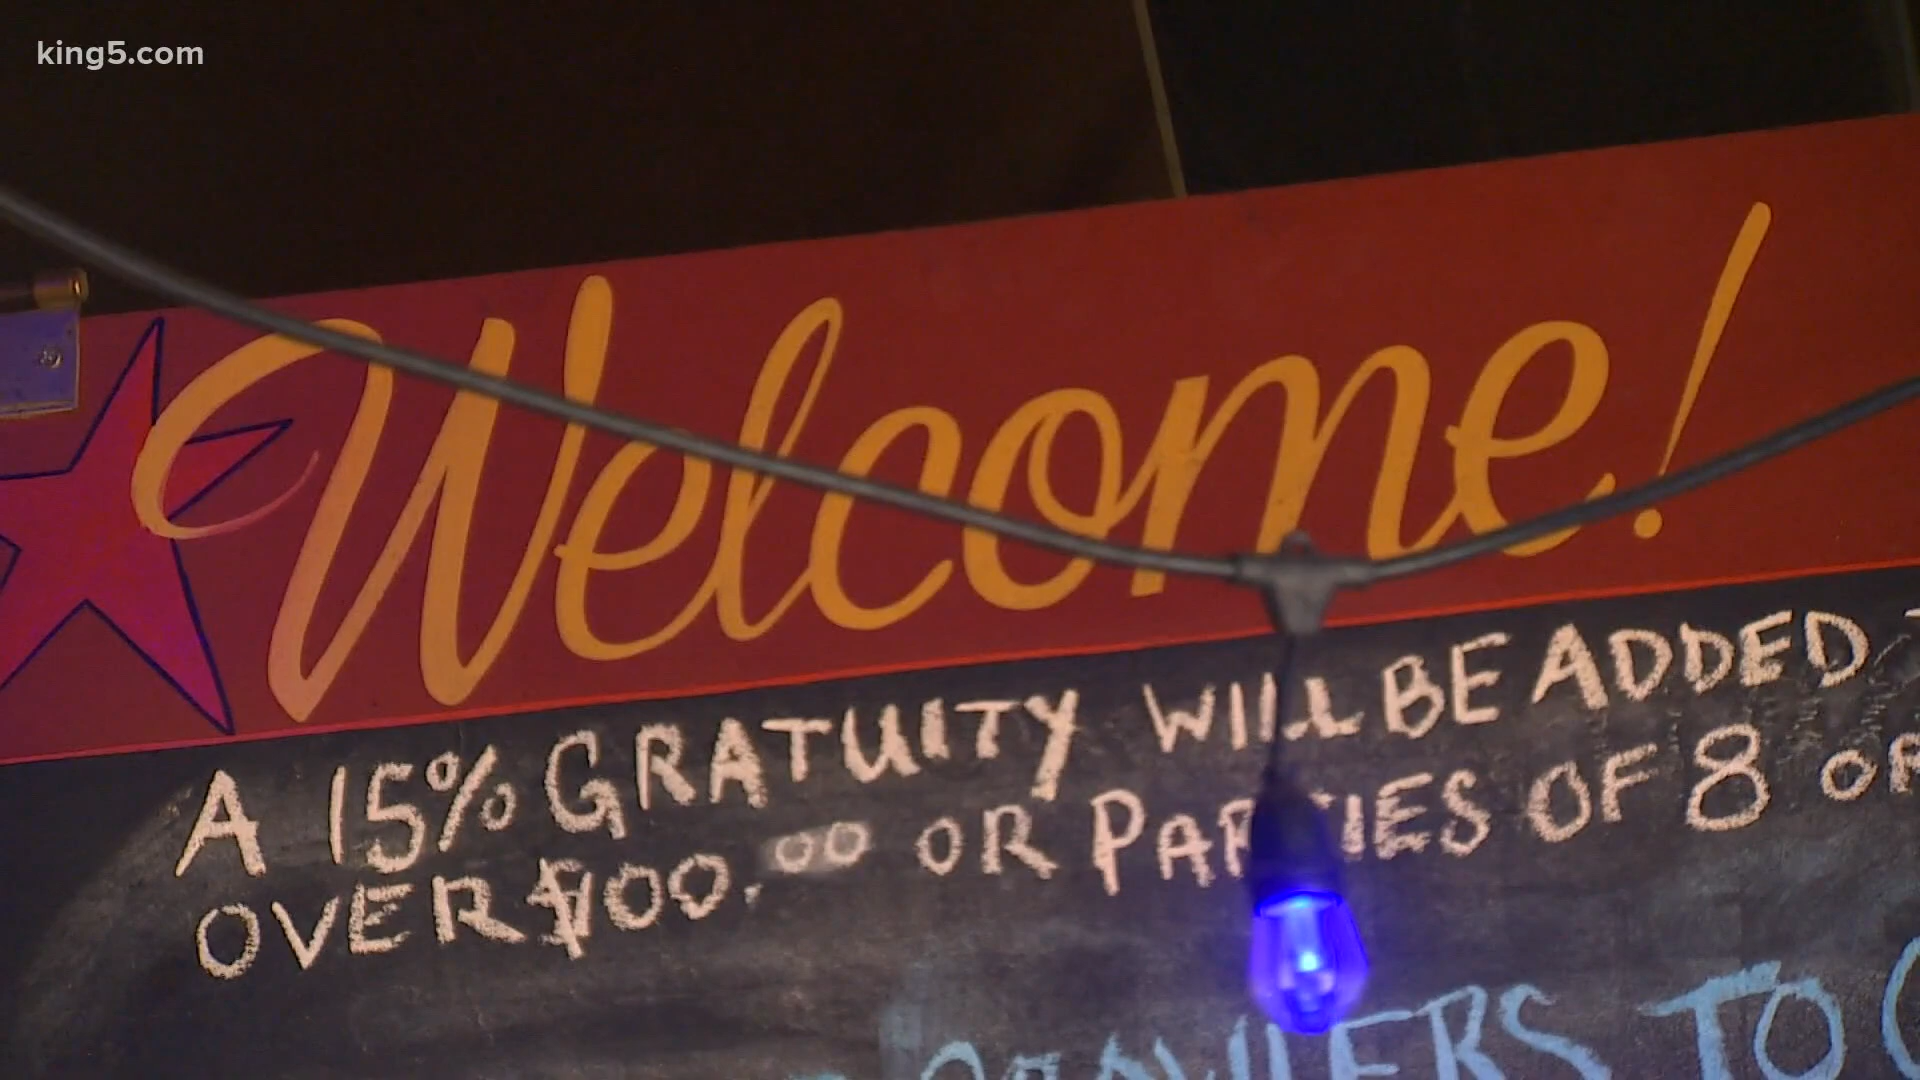 king5.com
Welcome!
A 15% GRATUITY WILL BE ADDED
OVER $100.00 OR PARTIES OF 8 OR
TO